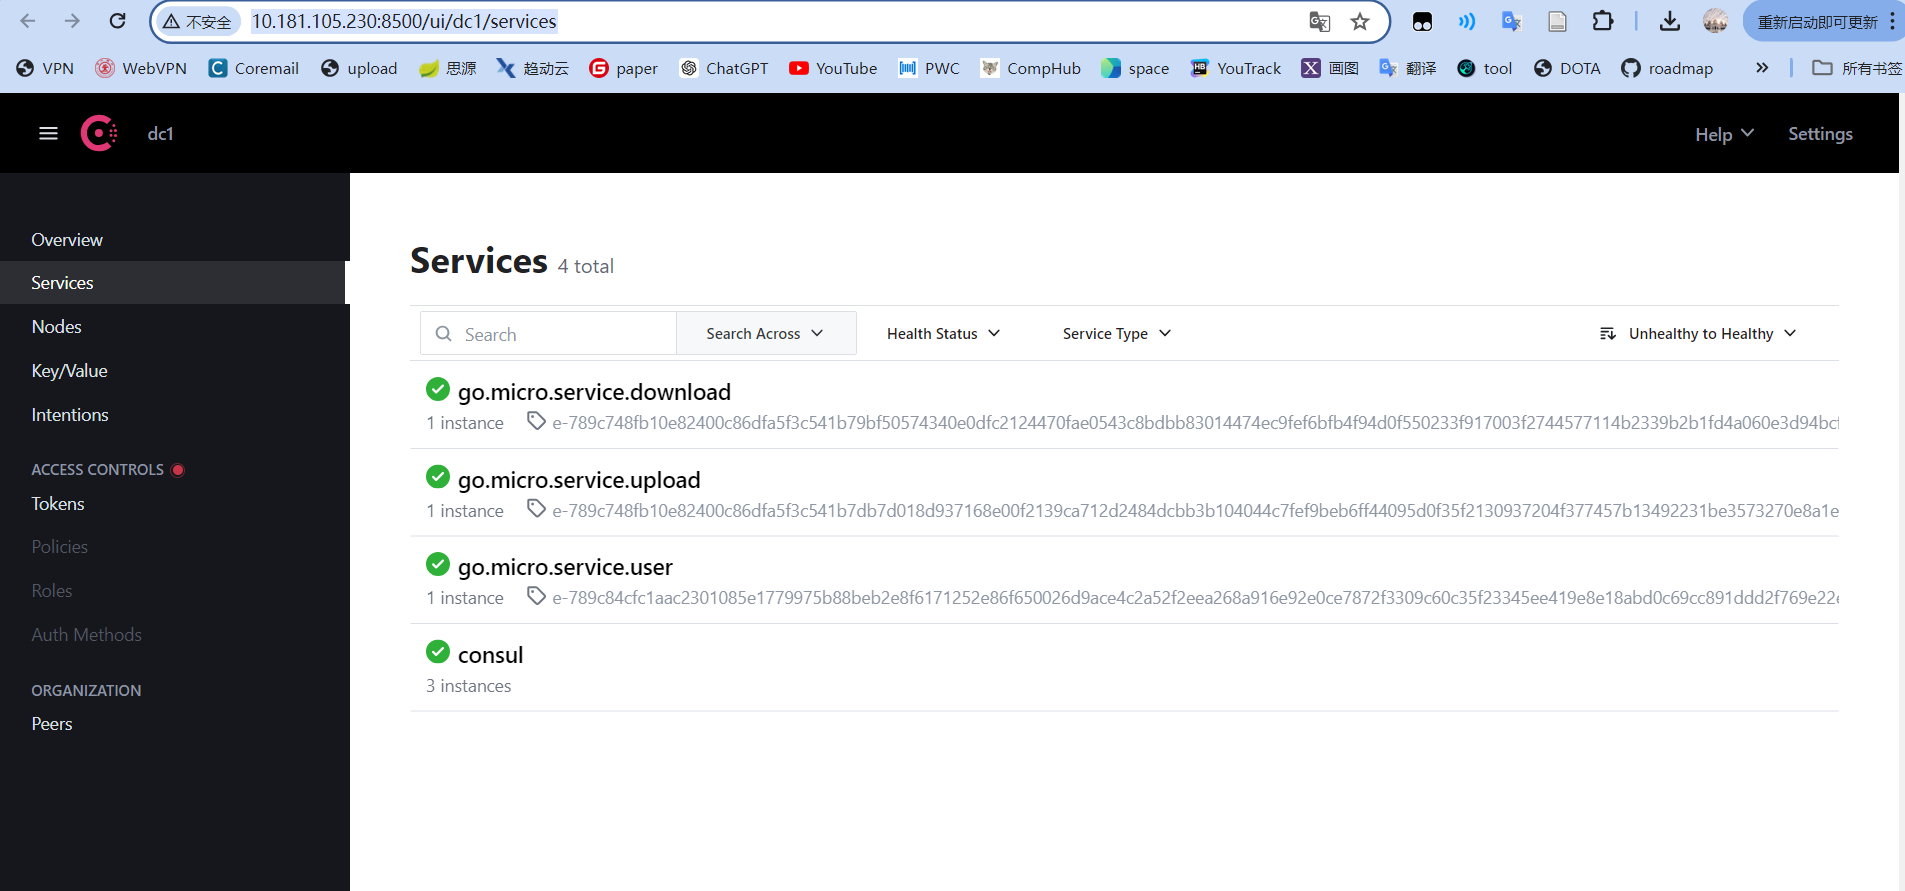 不安全 10.181.105.230:8500/ui/dc1/services 重新启动即可更新
VPN WebVPN Coremail upload 思源 趋动云 paper ChatGPT YouTube PWC CompHub space YouTrack 画图 翻译 tool DOTA roadmap » 所有书签
dc1 Help Settings
Overview
Services
Nodes
Key/Value
Intentions
ACCESS CONTROLS
Tokens
Policies
Roles
Auth Methods
ORGANIZATION
Peers
Services 4 total
Search Search Across Health Status Service Type Unhealthy to Healthy
go.micro.service.download
1 instance e-789c748fb10e82400c86dfa5f3c541b79bf50574340e0dfc2124470fae0543c8bdbb83014474ec9fef6bfb4f94d0f550233f917003f2744577114b2339b2b1fd4a060e3d94bcf
go.micro.service.upload
1 instance e-789c748fb10e82400c86dfa5f3c541b7db7d018d937168e00f2139ca712d2484dcbb3b104044c7fef9beb6ff44095d0f35f2130937204f377457b13492231be3573270e8a1e
go.micro.service.user
1 instance e-789c84cfc1aac2301085e1779975b88beb2e8f6171252e86f650026d9ace4c2a52f2eea268a916e92e0ce7872f3309c60c35f23345ee419e8e18abd0c69cc891ddd2f769e22e
consul
3 instances